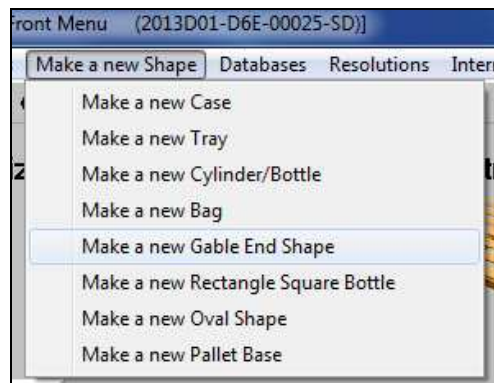 Front Menu (2013D01-D6E-00025-SD)]
Make a new Shape Databases Resolutions
Make a new Case
Make a new Tray
Make a new Cylinder/Bottle
Make a new Bag
Make a new Gable End Shape
Make a new Rectangle Square Bottle
Make a new Oval Shape
Make a new Pallet Base